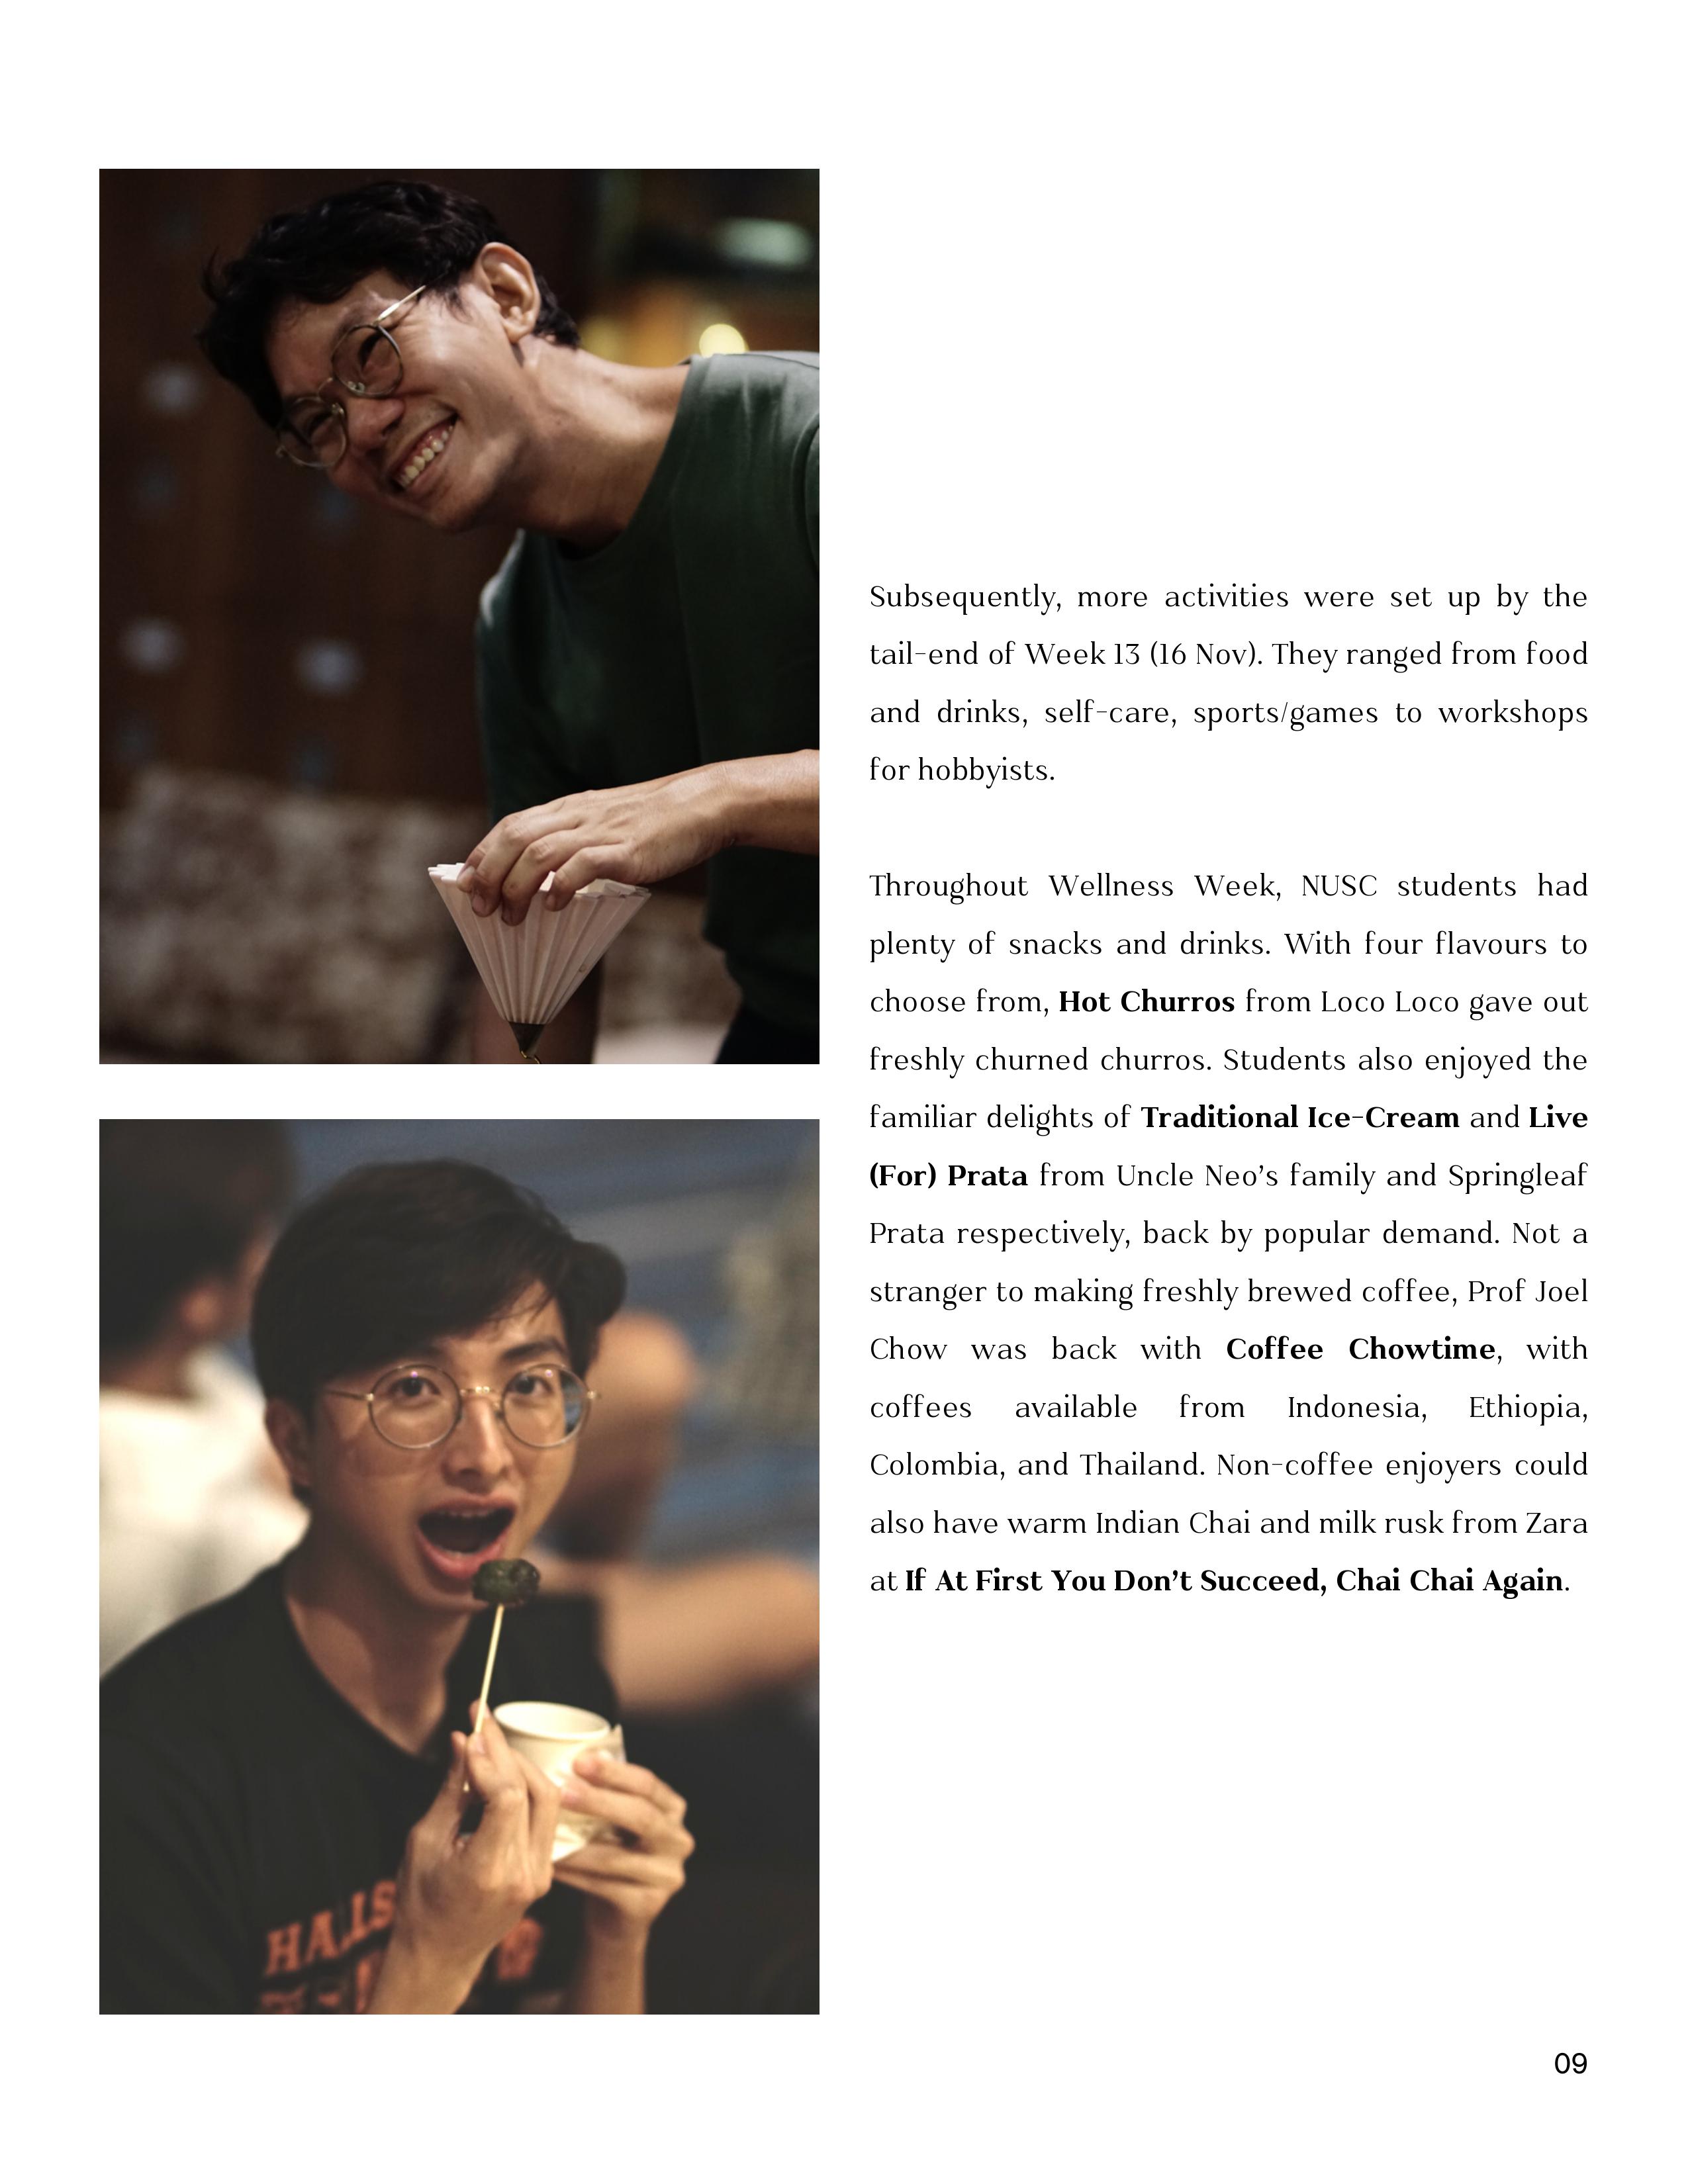 Subsequently, more activities were set up by the
tail-end of Week 13 (16 Nov). They ranged from food
and drinks, self-care, sports/games to workshops
for hobbyists.
Throughout Wellness Week, NUSC students had
plenty of snacks and drinks. With four flavours to
choose from, Hot Churros from Loco Loco gave out
freshly churned churros. Students also enjoyed the
familiar delights of Traditional Ice-Cream and Live
(For) Prata from Uncle Neo's family and Springleaf
Prata respectively, back by popular demand. Not a
stranger to making freshly brewed coffee, Prof Joel
Chow was back with Coffee Chowtime, with
coffees available from Indonesia, Ethiopia,
Colombia, and Thailand. Non-coffee enjoyers could
also have warm Indian Chai and milk rusk from Zara
at If At First You Don't Succeed, Chai Chai Again.
HALLS
09